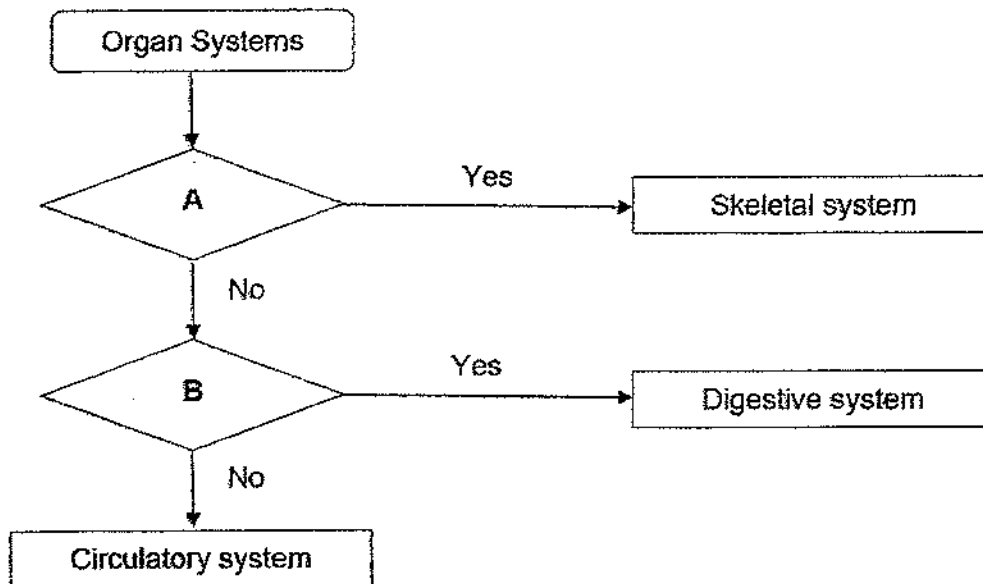 Organ Systems
A
Yes
Skeletal system
No
B
Yes
Digestive system
No
Circulatory system